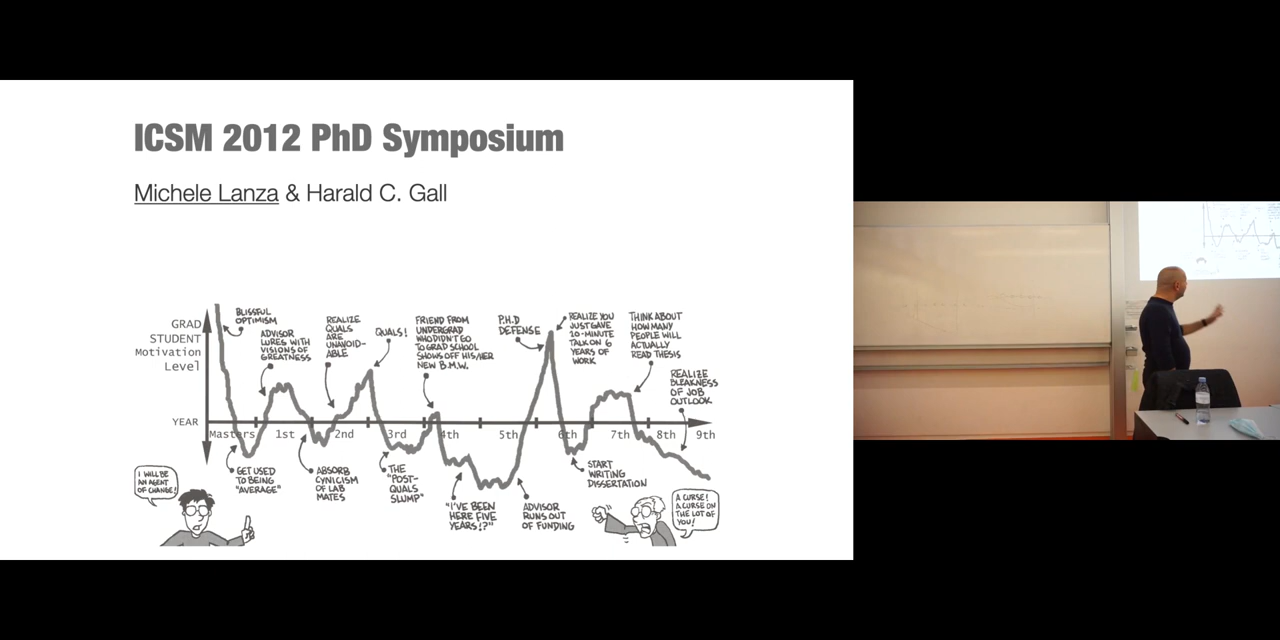 ICSM 2012 PhD Symposium
Michele Lanza & Harald C. Gall
GRAD
STUDENT
Motivation
Level
BLISSFUL
OPTIMISM
ADVISOR
LURES WITH
VISIONS OF
GREATNESS
REALIZE
QUALS
ARE
UNAVOID-
ABLE
QUALS!
FRIEND FROM
UNDERGRAD
WHO DIDN'T GO
TO GRAD SCHOOL
SHOWS OFF HIS/HER
NEW B.M.W.
P.H.D
DEFENSE
REALIZE YOU
JUST GAVE
20-MINUTE
TALK ON 6
YEARS OF
WORK
THINK ABOUT
HOW MANY
PEOPLE WILL
ACTUALLY
READ THESIS
REALIZE
BLEAKNESS
OF JOB
OUTLOOK
YEAR
Masters 1st 2nd 3rd 4th 5th 6th 7th 8th 9th
GET USED
TO BEING
"AVERAGE"
ABSORB
CYNICISM
OF LAB
MATES
THE
"POST-
QUALS
SLUMP"
"I'VE BEEN
HERE FIVE
YEARS!?"
ADVISOR
RUNS OUT
OF FUNDING
START
WRITING
DISSERTATION
I WILL BE
AN AGENT
OF CHANGE!
A CURSE!
A CURSE ON
THE LOT OF
YOU!